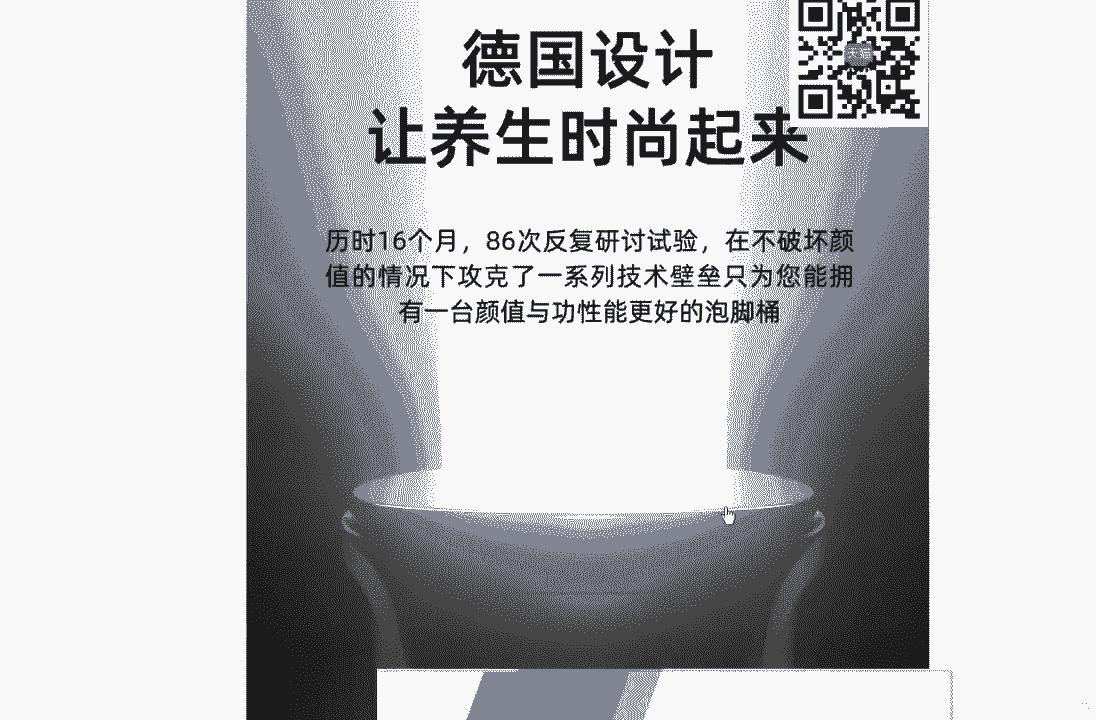 德国设计
让养生时尚起来
天猫
历时16个月，86次反复研讨试验，在不破坏颜
值的情况下攻克了一系列技术壁垒只为您能拥
有一台颜值与功性能更好的泡脚桶